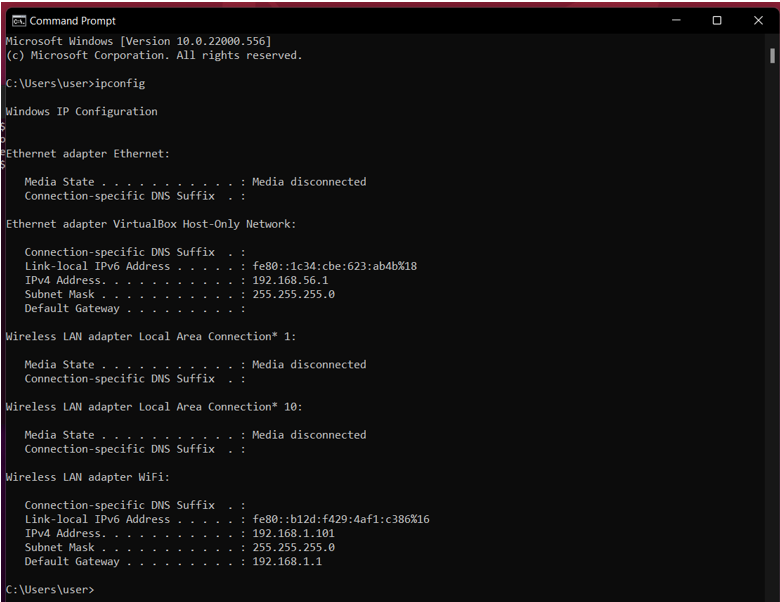 Command Prompt
Microsoft Windows [Version 10.0.22000.556]
(c) Microsoft Corporation. All rights reserved.
C:\Users\user>ipconfig
Windows IP Configuration
Ethernet adapter Ethernet:
Media State . . . . . . . . . . . : Media disconnected
Connection-specific DNS Suffix  . :
Ethernet adapter VirtualBox Host-Only Network:
Connection-specific DNS Suffix  . :
Link-local IPv6 Address . . . . . : fe80::1c34:cbe:623:ab4b%18
IPv4 Address. . . . . . . . . . . : 192.168.56.1
Subnet Mask . . . . . . . . . . . : 255.255.255.0
Default Gateway . . . . . . . . . :
Wireless LAN adapter Local Area Connection* 1:
Media State . . . . . . . . . . . : Media disconnected
Connection-specific DNS Suffix  . :
Wireless LAN adapter Local Area Connection* 10:
Media State . . . . . . . . . . . : Media disconnected
Connection-specific DNS Suffix  . :
Wireless LAN adapter WiFi:
Connection-specific DNS Suffix  . :
Link-local IPv6 Address . . . . . : fe80::b12d:f429:4af1:c386%16
IPv4 Address. . . . . . . . . . . : 192.168.1.101
Subnet Mask . . . . . . . . . . . : 255.255.255.0
Default Gateway . . . . . . . . . : 192.168.1.1
C:\Users\user>